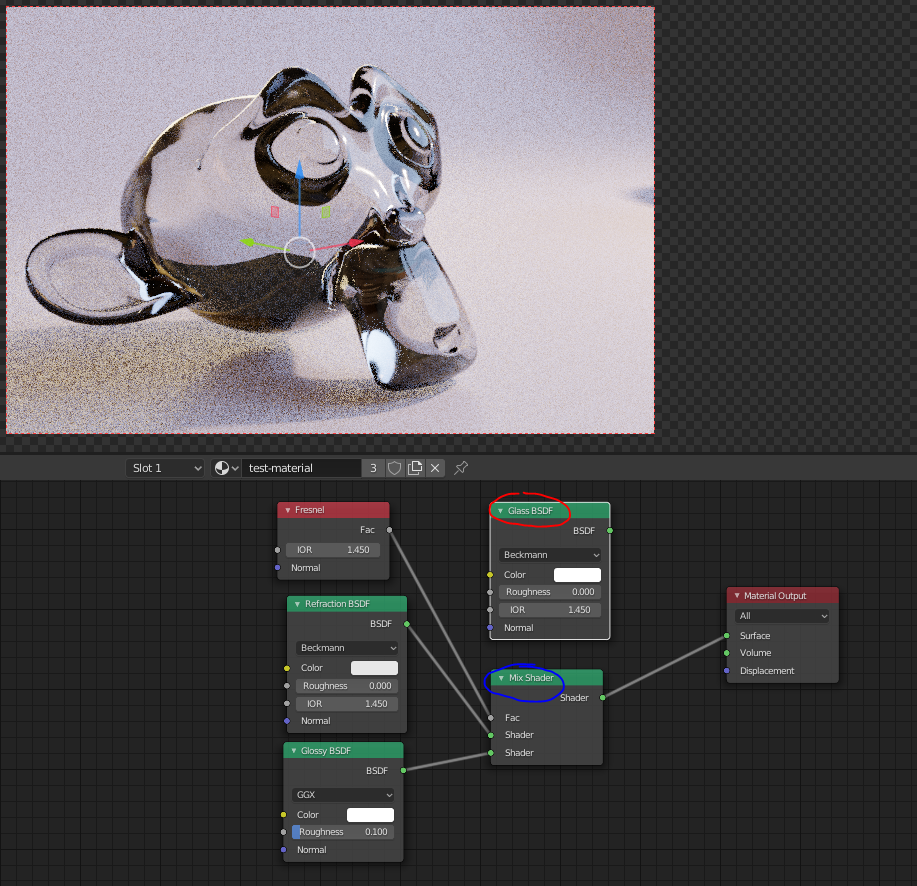 Slot 1
test-material
3
Fresnel
Fac
IOR 1.450
Normal
Refraction BSDF
BSDF
Beckmann
Color
Roughness 0.000
IOR 1.450
Normal
Glossy BSDF
BSDF
GGX
Color
Roughness 0.100
Normal
Glass BSDF
BSDF
Beckmann
Color
Roughness 0.000
IOR 1.450
Normal
Mix Shader
Shader
Fac
Shader
Shader
Material Output
All
Surface
Volume
Displacement